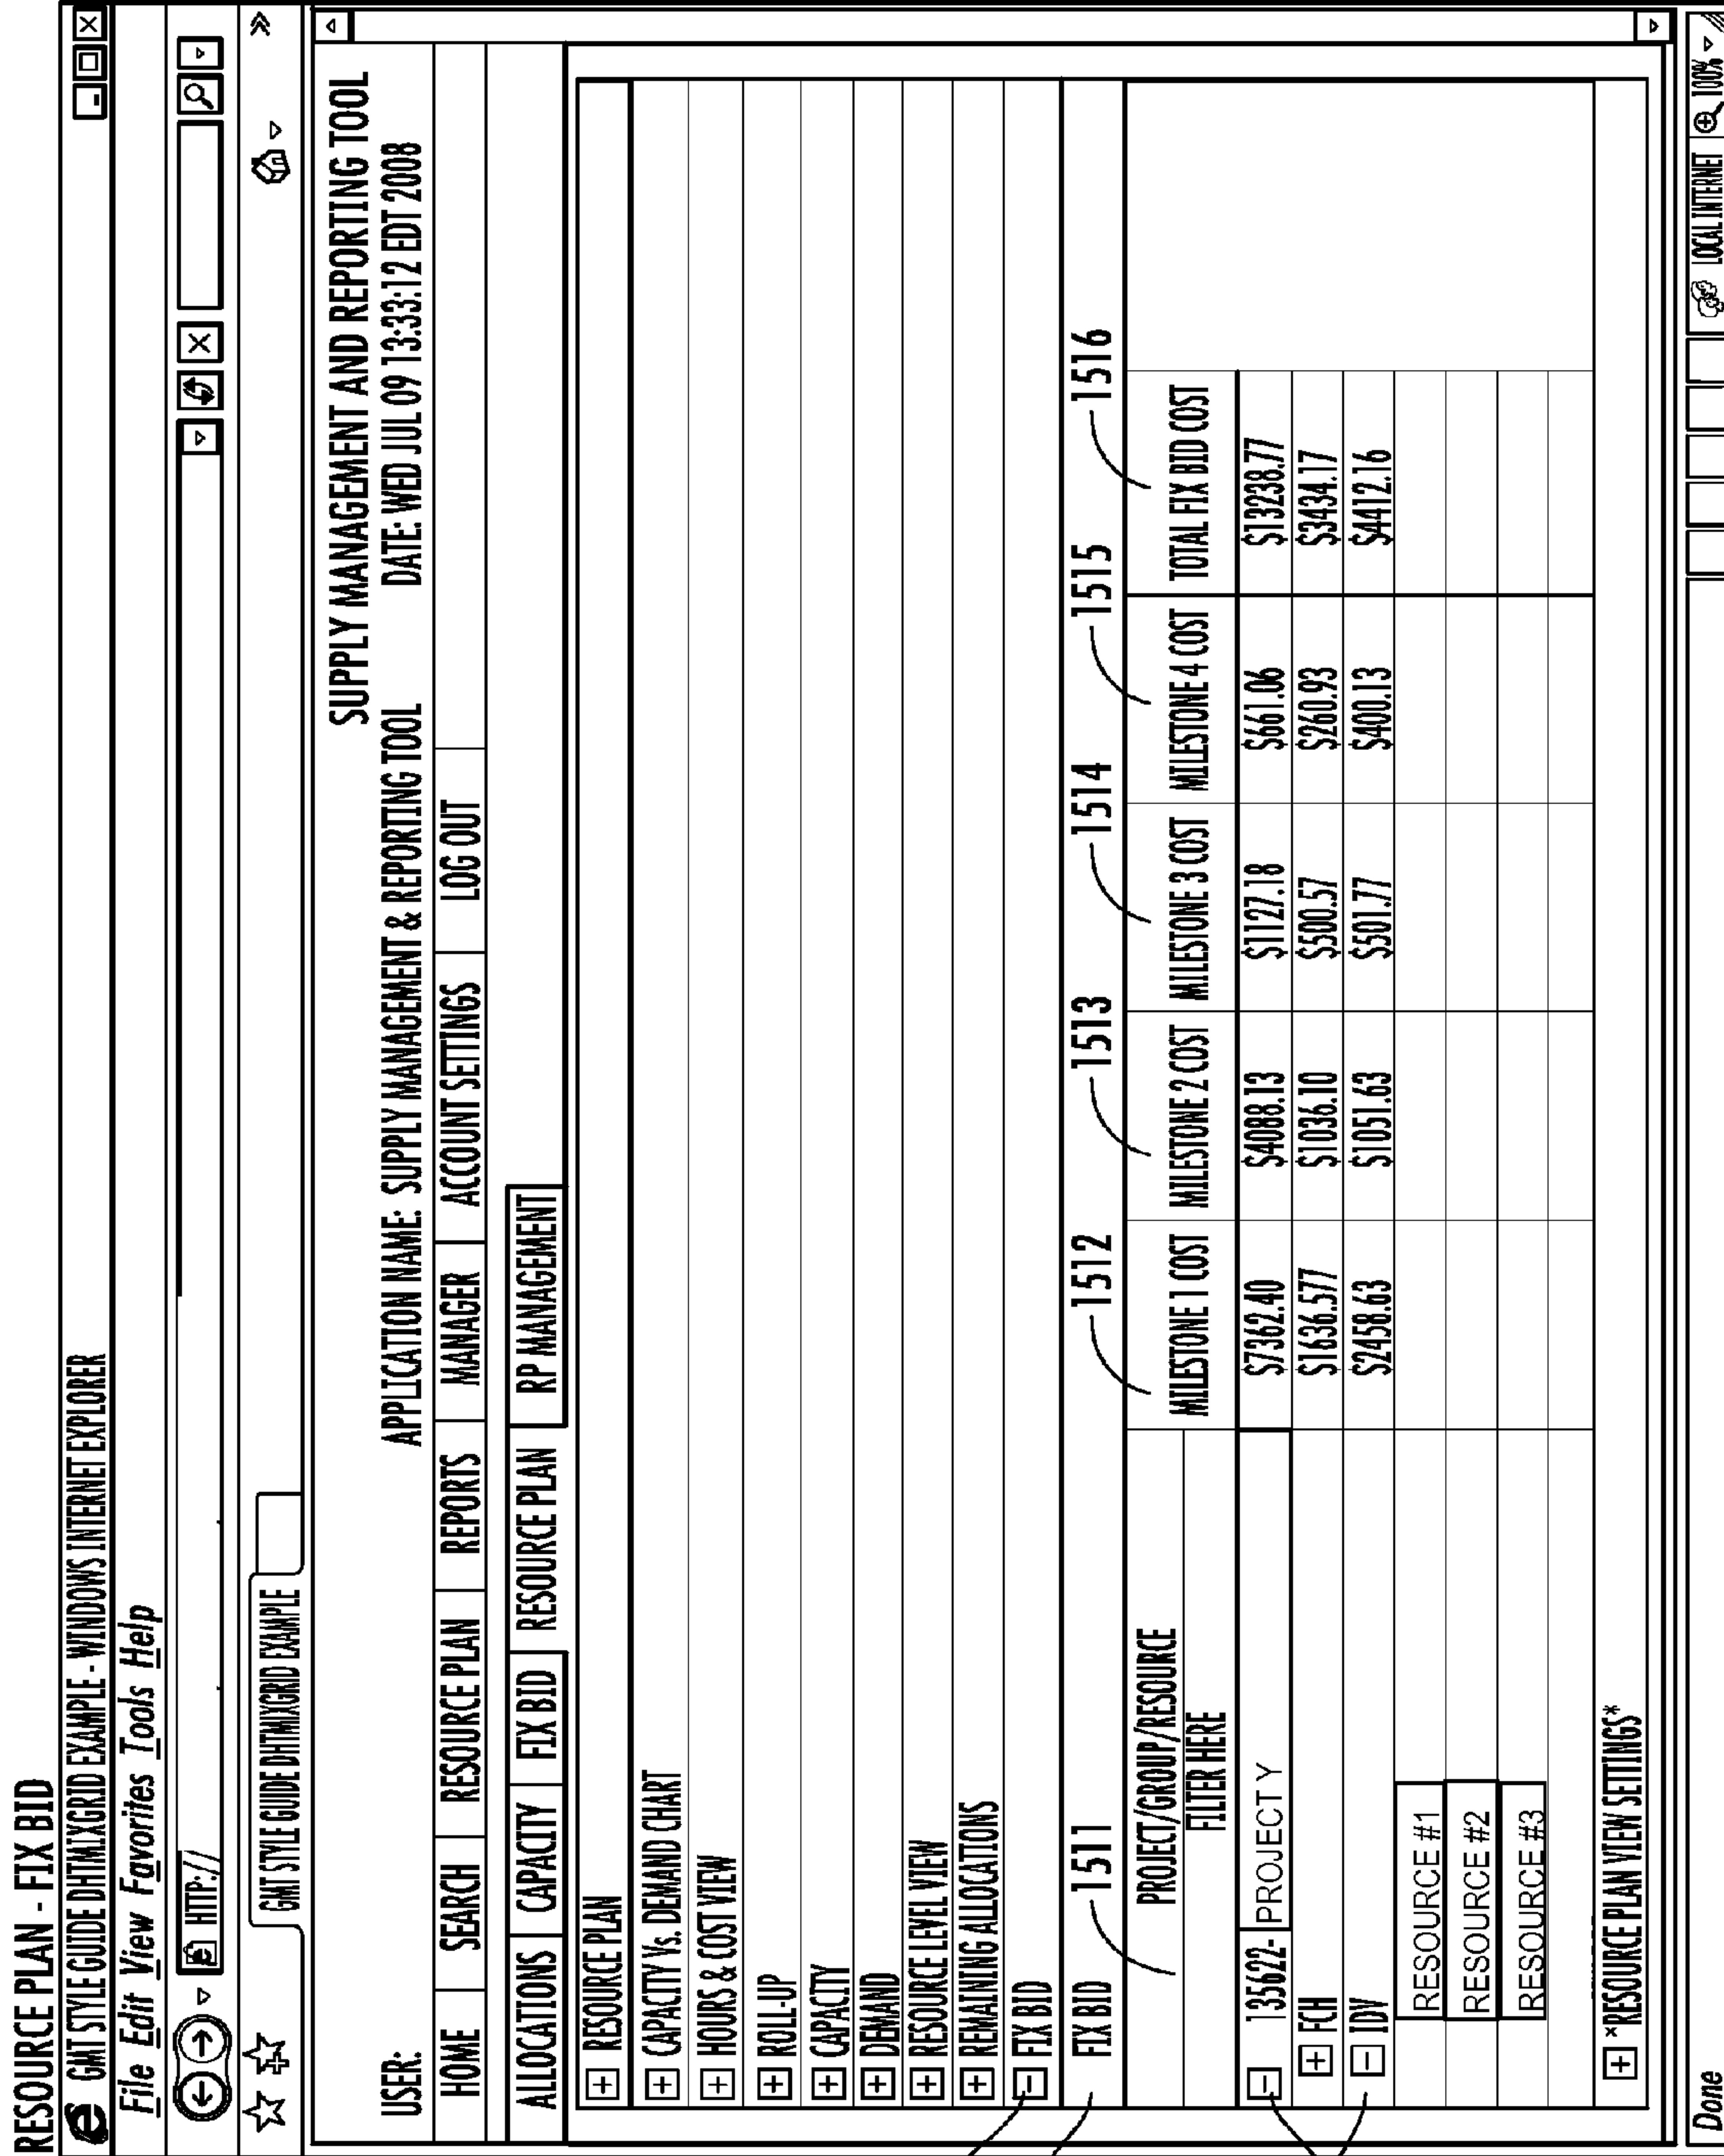 RESOURCE PLAN - FIX BID
GMT STYLE GUIDE DHTMIXGRID EXAMPLE - WINDOWS INTERNET EXPLORER
File Edit View Favorites Tools Help
HTTP://
GMT STYLE GUIDE DHTMIXGRID EXAMPLE
SUPPLY MANAGEMENT AND REPORTING TOOL
USER: APPLICATION NAME: SUPPLY MANAGEMENT & REPORTING TOOL DATE: WED JUL 09 13:33:12 EDT 2008
HOME SEARCH RESOURCE PLAN REPORTS MANAGER ACCOUNT SETTINGS LOG OUT
ALLOCATIONS CAPACITY FIX BID RESOURCE PLAN RP MANAGEMENT
RESOURCE PLAN
CAPACITY Vs. DEMAND CHART
HOURS & COST VIEW
ROLL-UP
CAPACITY
DEMAND
RESOURCE LEVEL VIEW
REMAINING ALLOCATIONS
FIX BID
FIX BID 1511 1512 1513 1514 1515 1516
PROJECT/GROUP/RESOURCE MILESTONE 1 COST MILESTONE 2 COST MILESTONE 3 COST MILESTONE 4 COST TOTAL FIX BID COST
FILTER HERE
135622- PROJECT Y $7362.40 $4088.13 $1127.18 $661.06 $13238.77
FCH $1636.577 $1036.10 $500.57 $260.93 $3434.17
IDV $2458.63 $1051.63 $501.77 $400.13 $4412.16
RESOURCE #1
RESOURCE #2
RESOURCE #3
*RESOURCE PLAN VIEW SETTINGS*
Done LOCAL INTERNET 100%